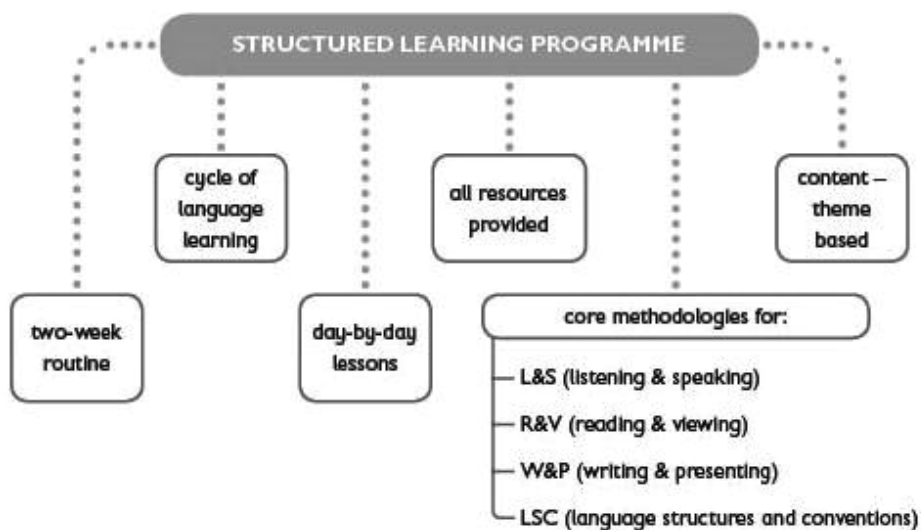 STRUCTURED LEARNING PROGRAMME
cycle of
language
learning
all resources
provided
content –
theme
based
two-week
routine
day-by-day
lessons
core methodologies for:
L&S (listening & speaking)
R&V (reading & viewing)
W&P (writing & presenting)
LSC (language structures and conventions)